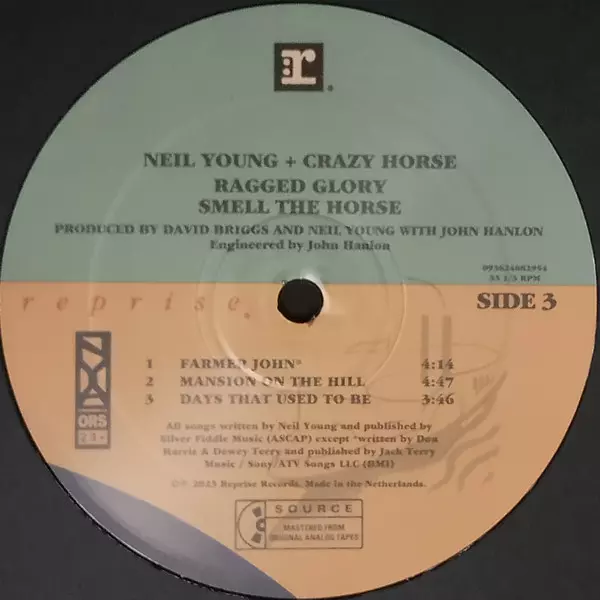 r
NEIL YOUNG + CRAZY HORSE
RAGGED GLORY
SMELL THE HORSE
PRODUCED BY DAVID BRIGGS AND NEIL YOUNG WITH JOHN HANLON
Engineered by John Hanlon
33 1/3 RPM
reprise
SIDE 3
1 FARMER JOHN* 4:14
2 MANSION ON THE HILL 4:47
3 DAYS THAT USED TO BE 3:46
ORS
All songs written by Neil Young and published by
Silver Fiddle Music (ASCAP) except *written by Don
Harris & Dewey Terry and published by Jack Terry
Music / Sony/ATV Songs LLC (BMI)
2023 Reprise Records. Made in the Netherlands.
SOURCE
MASTERED FROM
ORIGINAL ANALOG TAPES